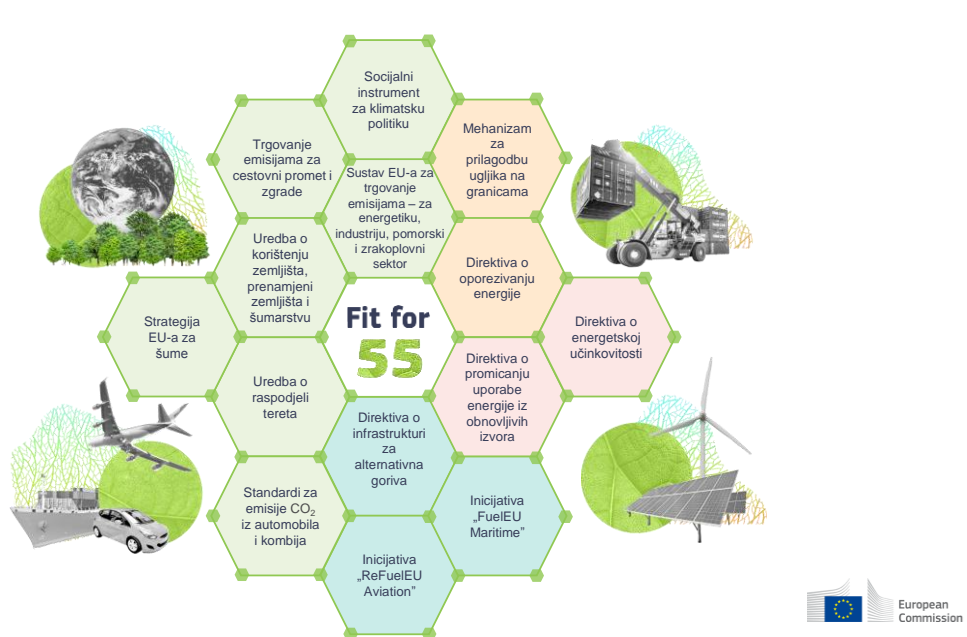 Socijalni
instrument
za klimatsku
politiku
Trgovanje
emisijama za
cestovni promet i
zgrade
Mehanizam
za
prilagodbu
ugljika na
granicama
Sustav EU-a za
trgovanje
emisijama – za
energetiku,
industriju, pomorski
i zrakoplovni
sektor
Uredba o
korištenju
zemljišta,
prenamjeni
zemljišta i
šumarstvu
Direktiva o
oporezivanju
energije
Strategija
EU-a za
šume
Fit for
55
Direktiva o
energetskoj
učinkovitosti
Uredba o
raspodjeli
tereta
Direktiva o
promicanju
uporabe
energije iz
obnovljivih
izvora
Direktiva o
infrastrukturi
za
alternativna
goriva
Standardi za
emisije CO₂
iz automobila
i kombija
Inicijativa
„FuelEU
Maritime”
Inicijativa
„ReFuelEU
Aviation”
European
Commission